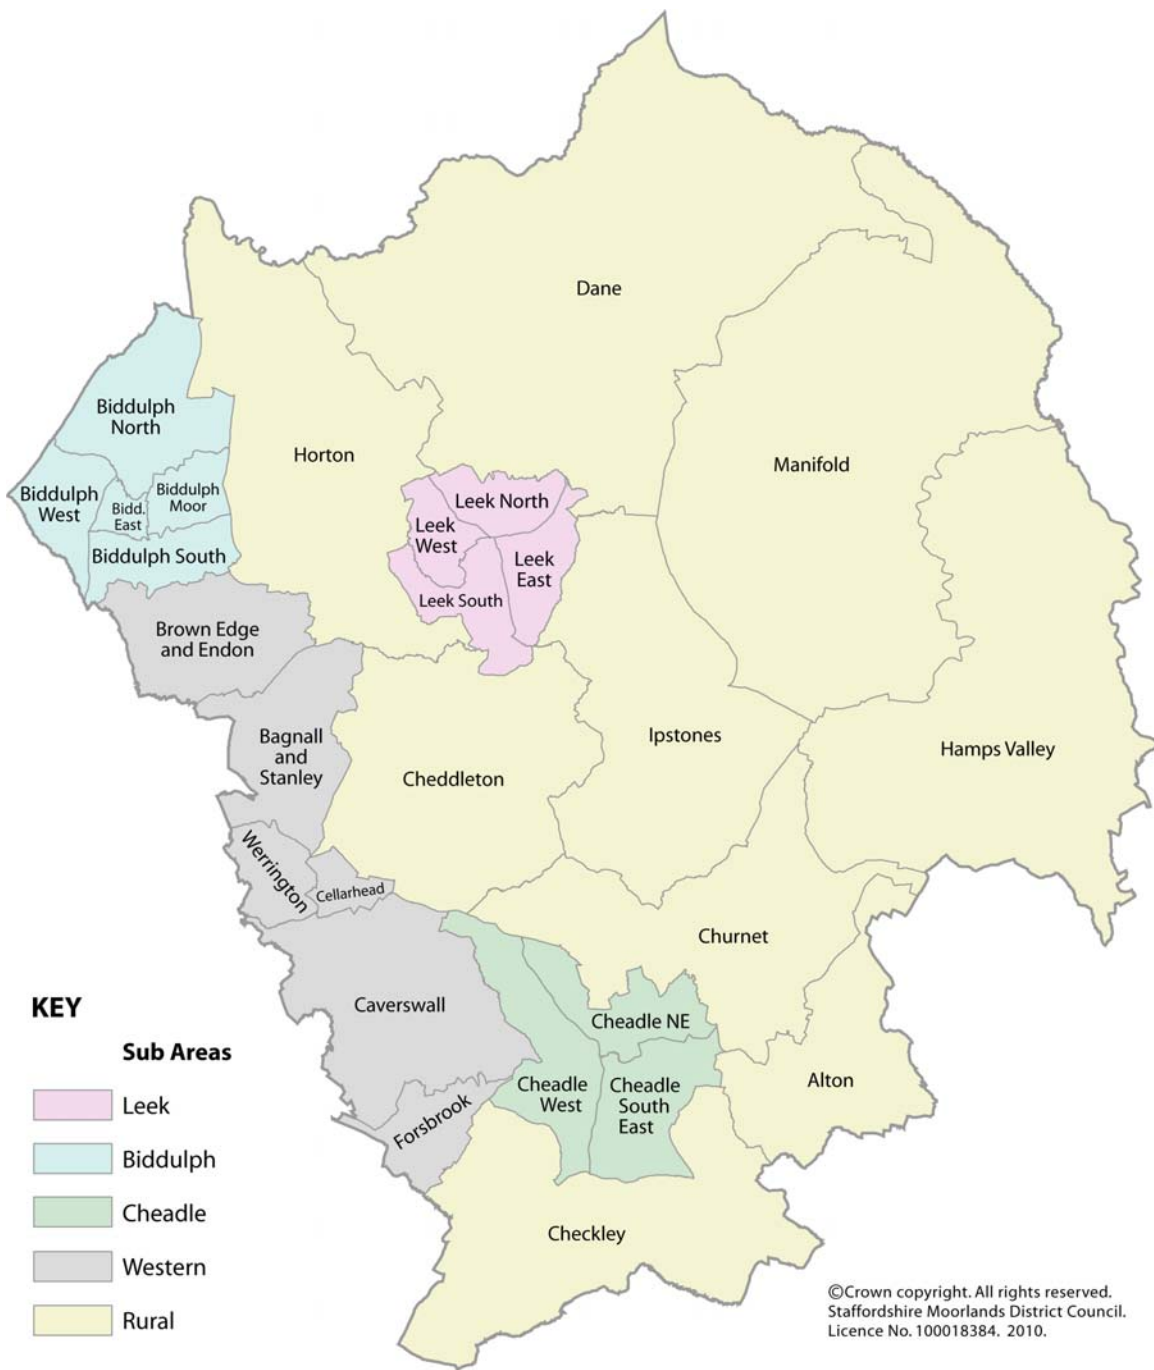 Dane
Biddulph
North
Horton
Manifold
Biddulph
West
Bidd.
East
Biddulph
Moor
Leek North
Leek
West
Leek
East
Biddulph South
Leek South
Brown Edge
and Endon
Bagnall
and
Stanley
Cheddleton
Ipstones
Hamps Valley
Werrington
Cellarhead
Churnet
Caverswall
Cheadle NE
Cheadle
West
Cheadle
South
East
Alton
Forsbrook
Checkley
KEY
Sub Areas
Leek
Biddulph
Cheadle
Western
Rural
©Crown copyright. All rights reserved.
Staffordshire Moorlands District Council.
Licence No. 100018384. 2010.